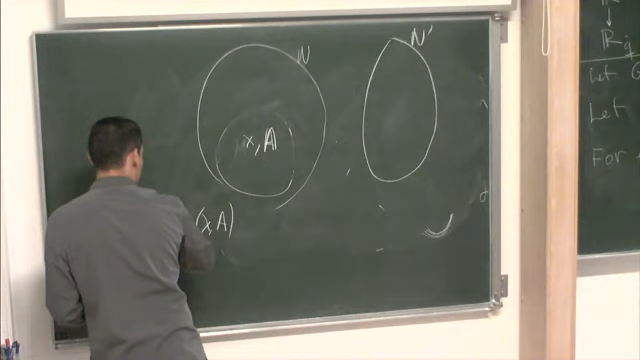 N
N'
x, A
(x, A)
N
↓
R
Let G
Let
For